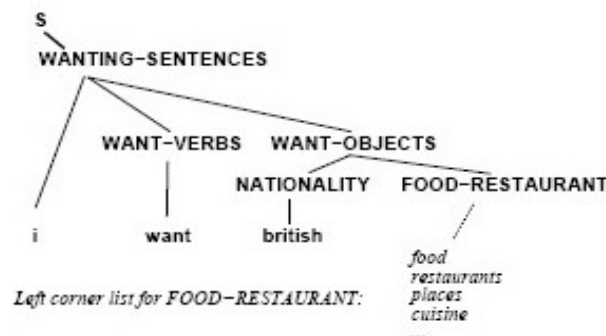 S
WANTING-SENTENCES
WANT-VERBS WANT-OBJECTS
NATIONALITY FOOD-RESTAURANT
i want british
food
restaurants
places
cuisine
...
Left corner list for FOOD-RESTAURANT: